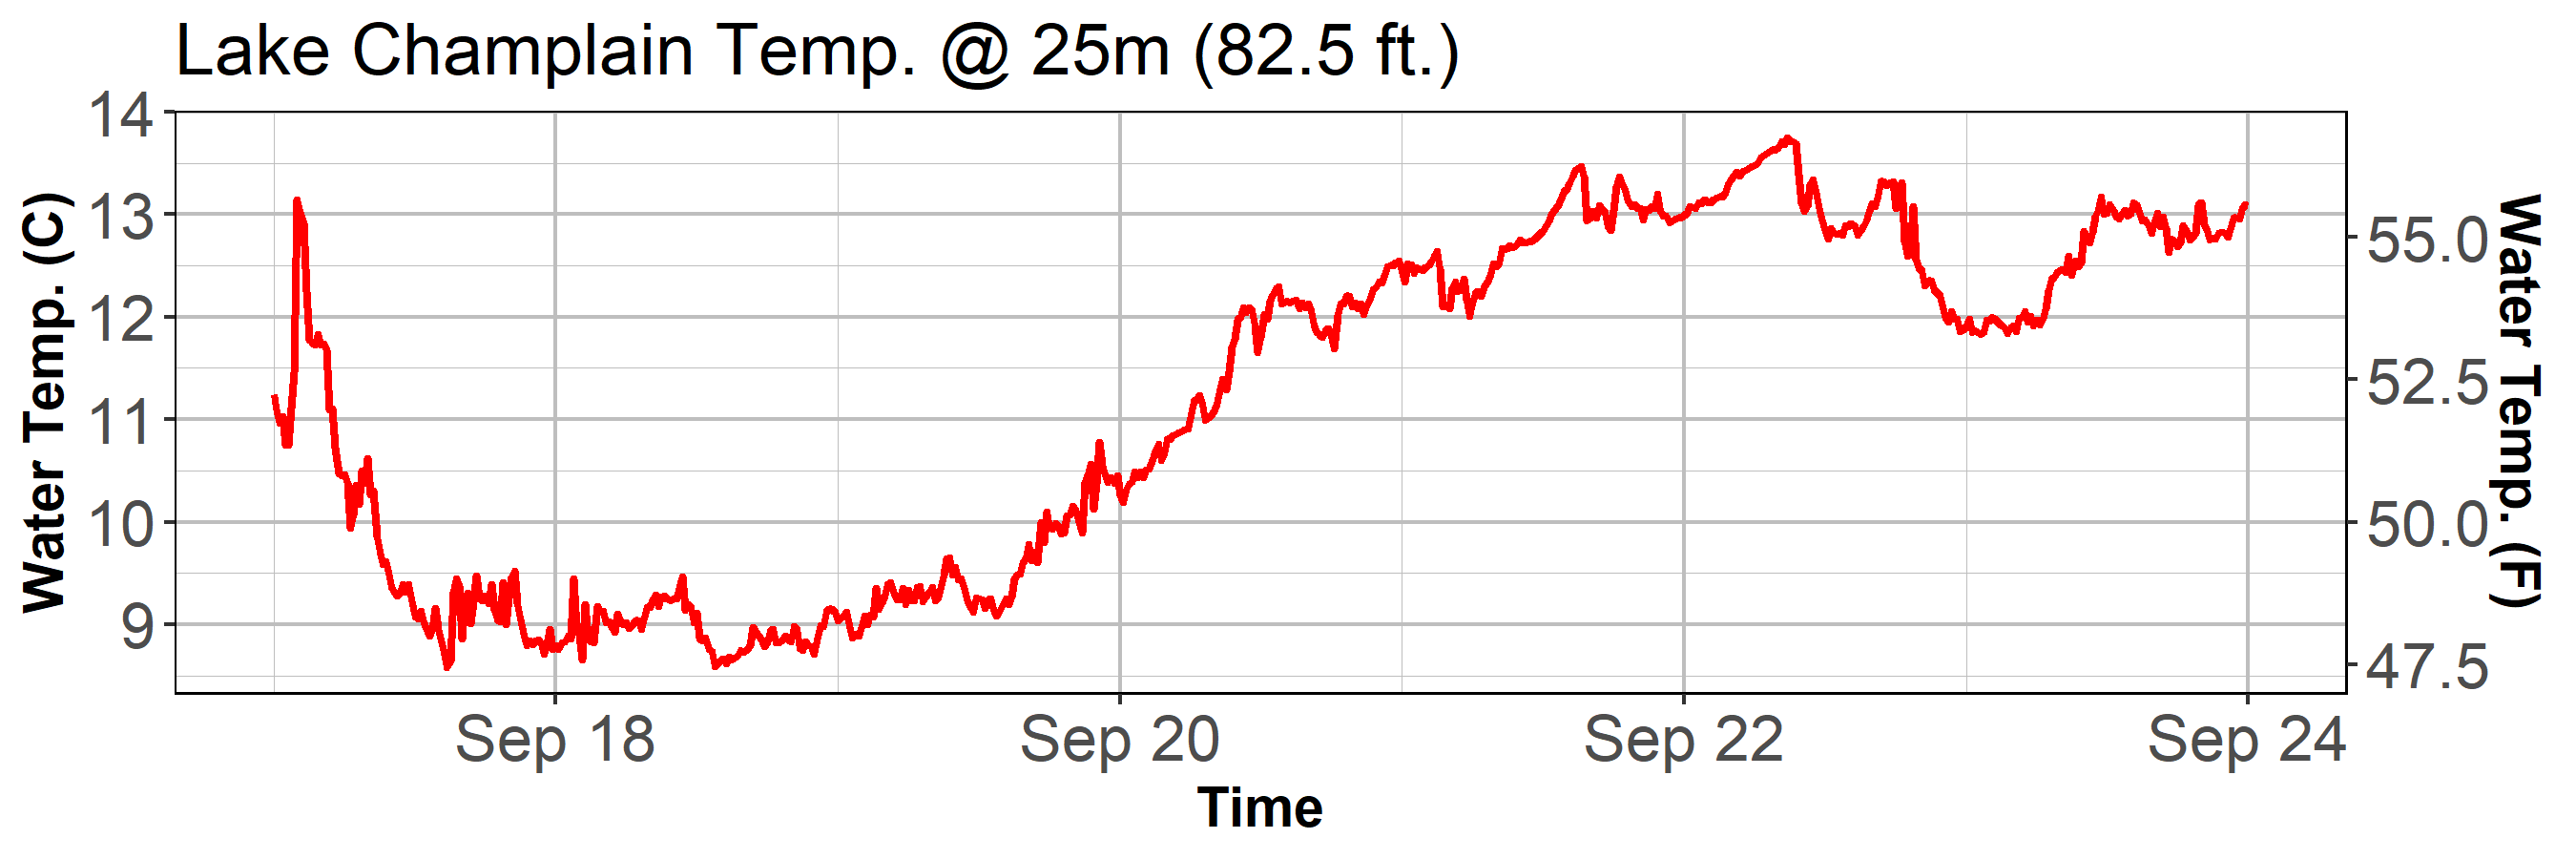 Lake Champlain Temp. @ 25m (82.5 ft.)
Water Temp. (C)
14
13
12
11
10
9
55.0
52.5
50.0
47.5
Water Temp. (F)
Sep 18 Sep 20 Sep 22 Sep 24
Time